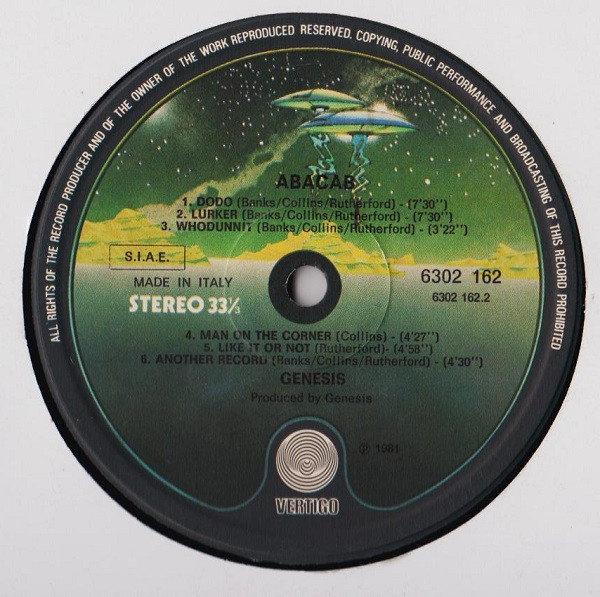 ALL RIGHTS OF THE RECORD PRODUCER AND OF THE OWNER OF THE WORK REPRODUCED RESERVED. COPYING, PUBLIC PERFORMANCE AND BROADCASTING OF THIS RECORD PROHIBITED
ABACAB
1. DODO (Banks/Collins/Rutherford) - (7'30'')
2. LURKER (Banks/Collins/Rutherford) - (7'30'')
3. WHODUNNIT (Banks/Collins/Rutherford) - (3'22'')
S.I.A.E.
MADE IN ITALY
STEREO 33⅓
6302 162
6302 162.2
4. MAN ON THE CORNER (Collins) - (4'27'')
5. LIKE IT OR NOT (Rutherford)- (4'58'')
6. ANOTHER RECORD (Banks/Collins/Rutherford) - (4'30'')
GENESIS
Produced by Genesis
℗ 1981
VERTIGO